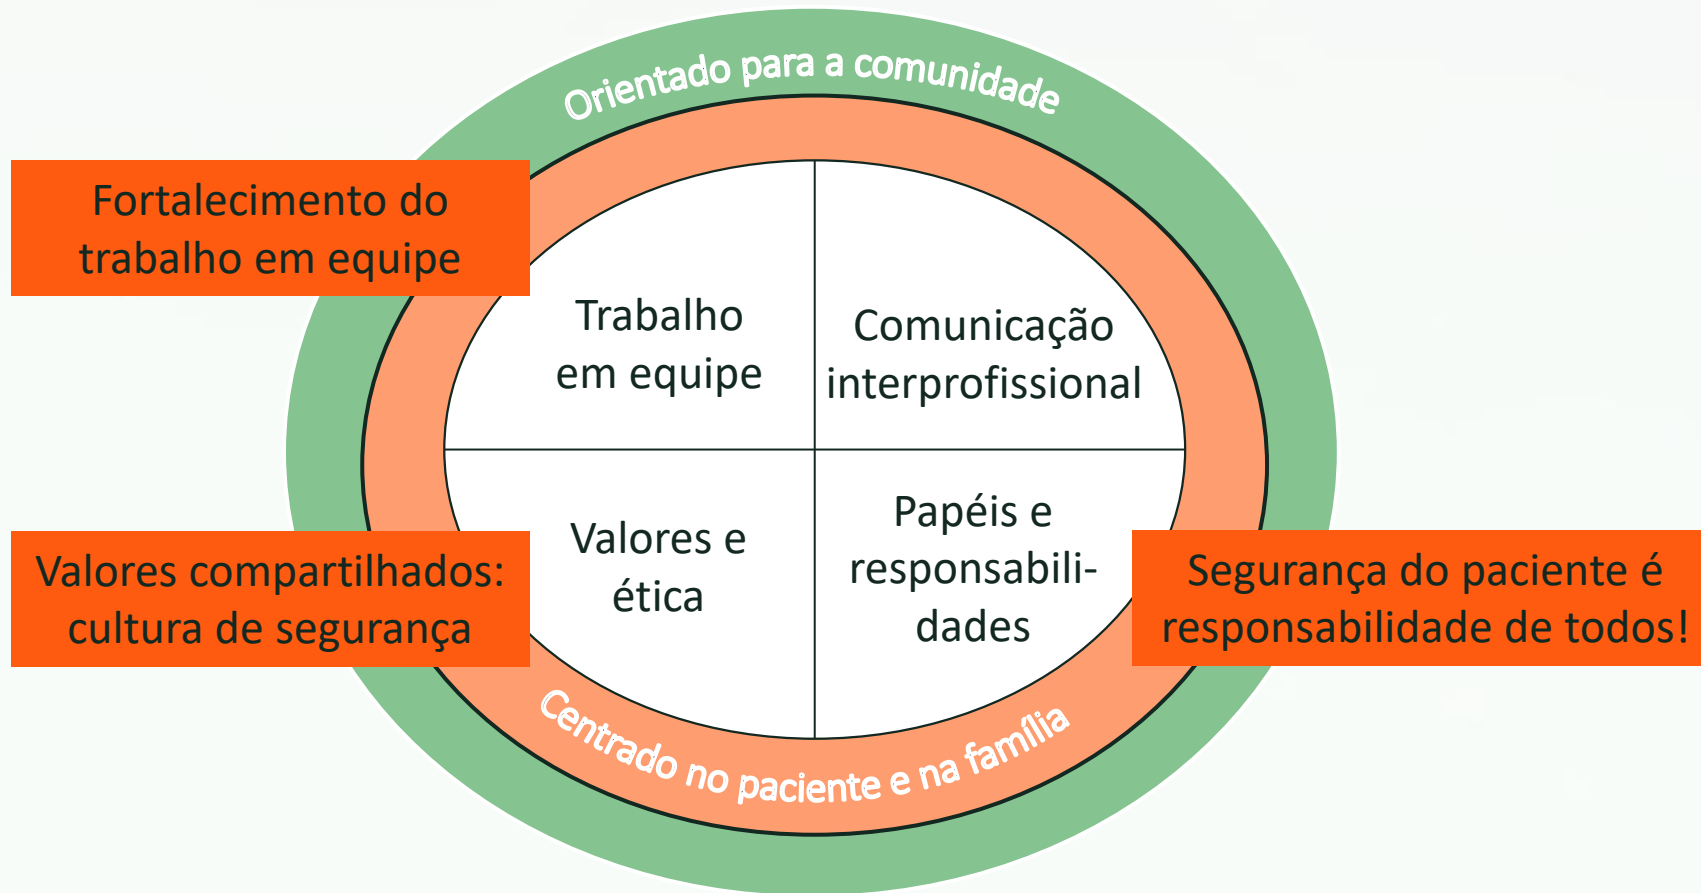 Orientado para a comunidade
Fortalecimento do
trabalho em equipe
Trabalho
em equipe
Comunicação
interprofissional
Valores e
ética
Papéis e
responsabili-
dades
Valores compartilhados:
cultura de segurança
Segurança do paciente é
responsabilidade de todos!
Centrado no paciente e na família